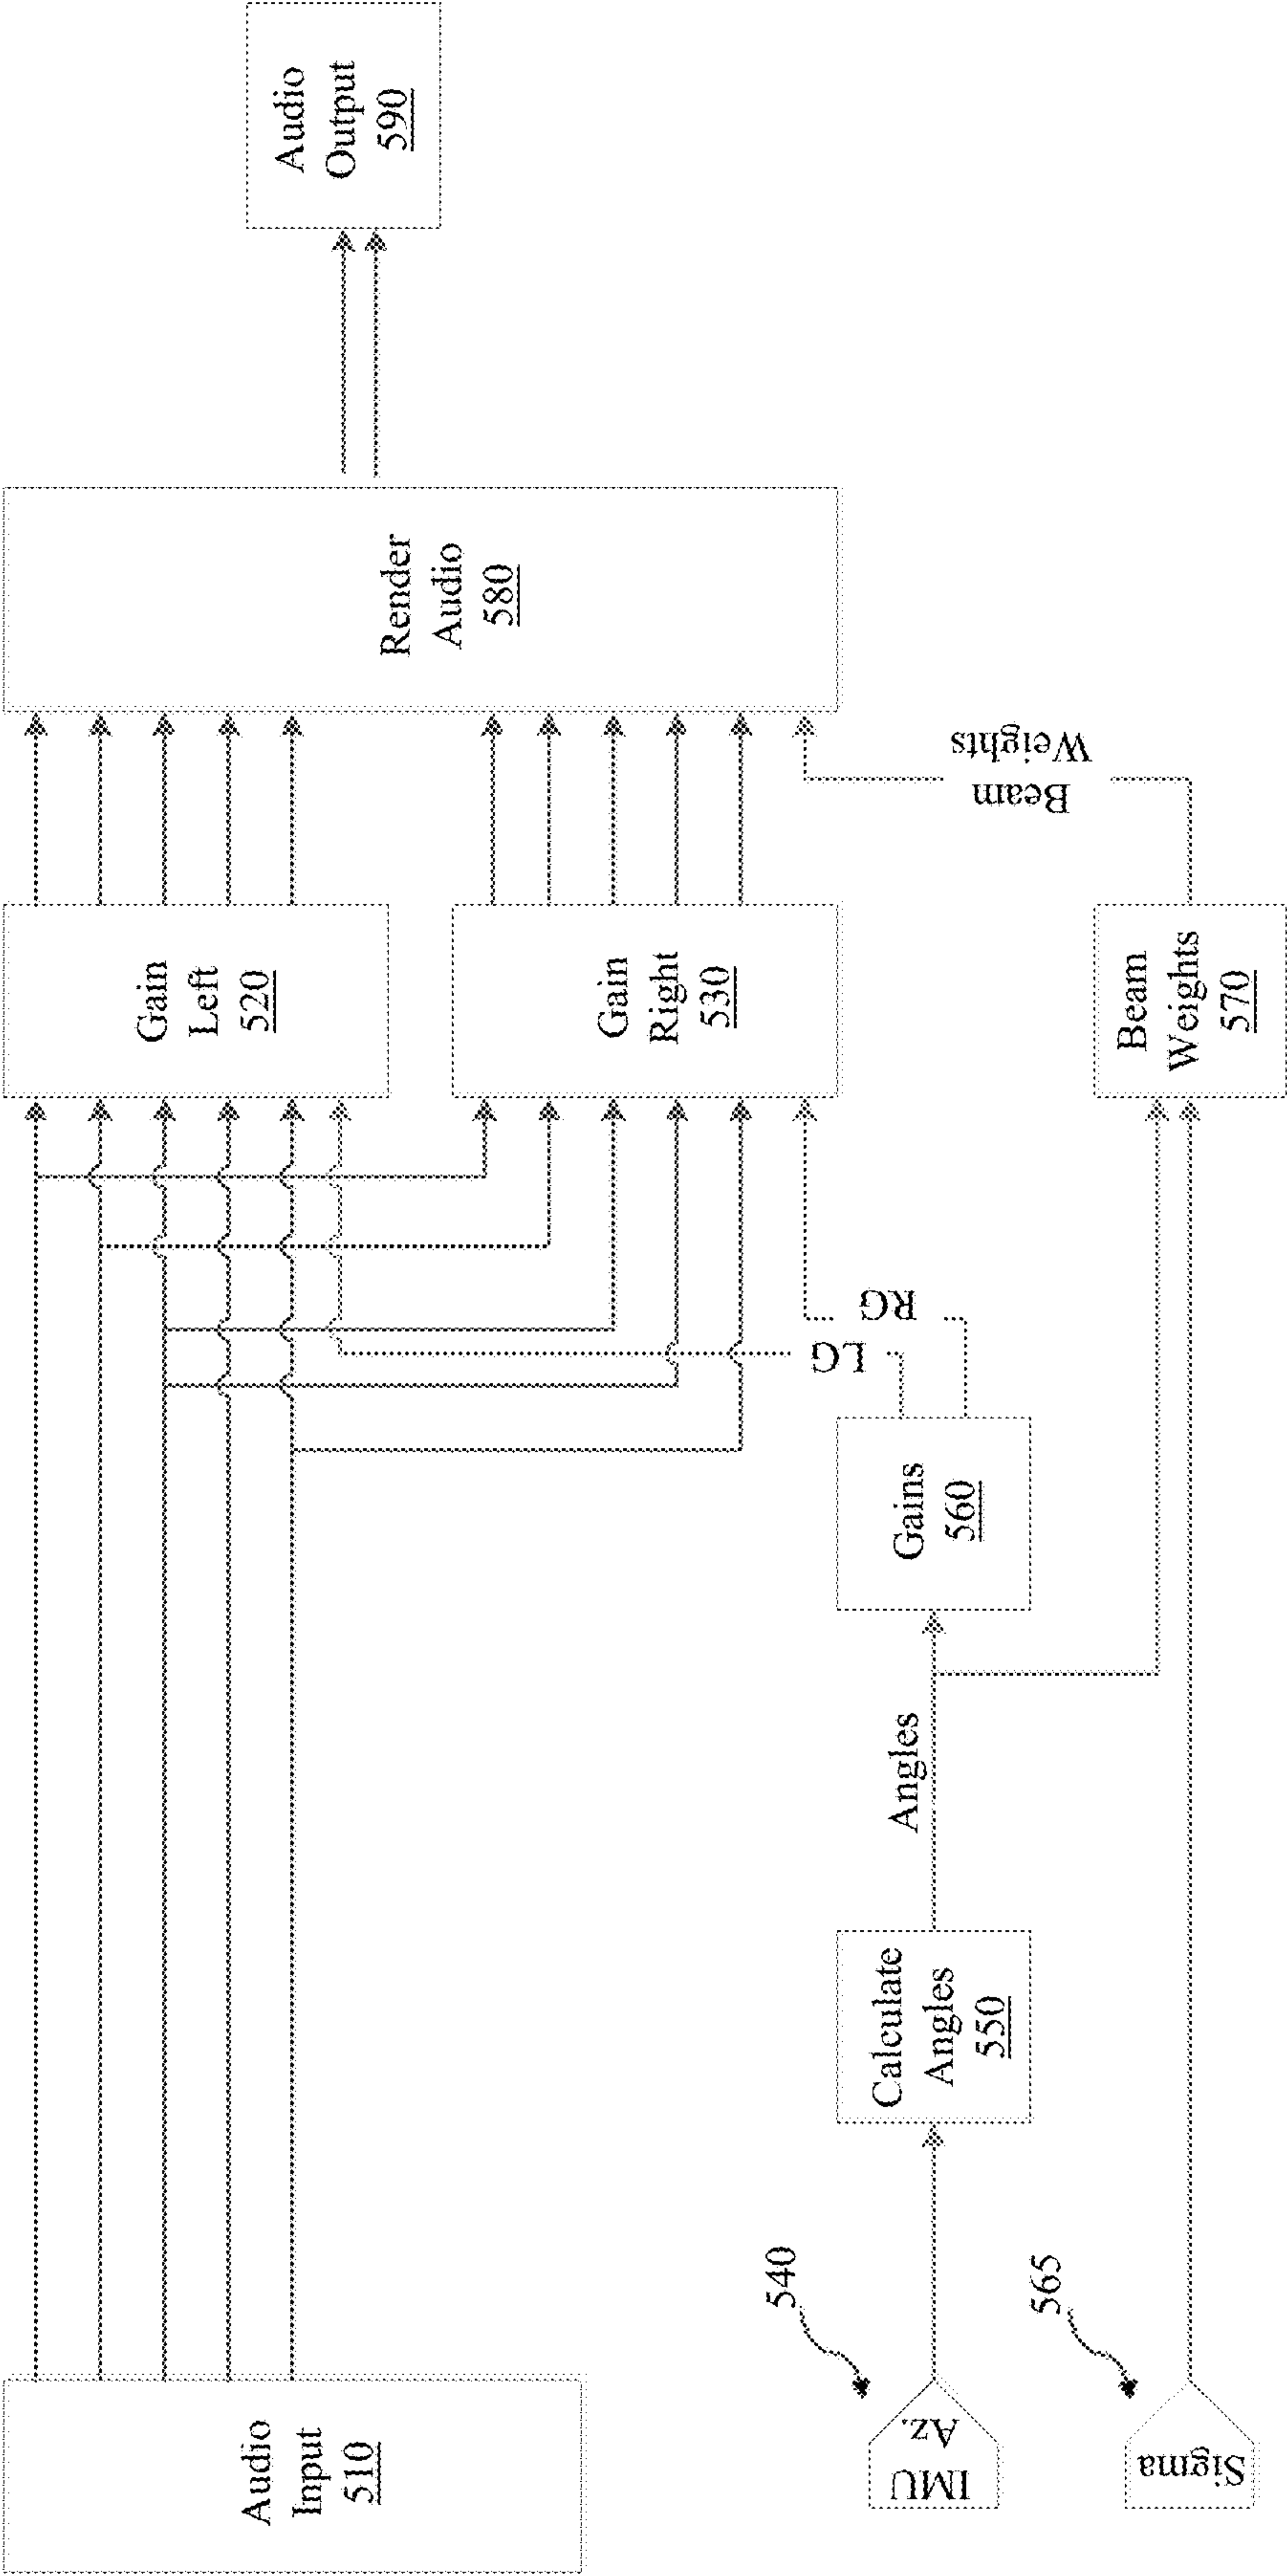 Audio
Input
510
Gain
Left
520
Gain
Right
530
Render
Audio
580
Audio
Output
590
540
IMU
Az.
Calculate
Angles
550
Angles
Gains
560
LG
RG
565
Sigma
Beam
Weights
570
Beam
Weights